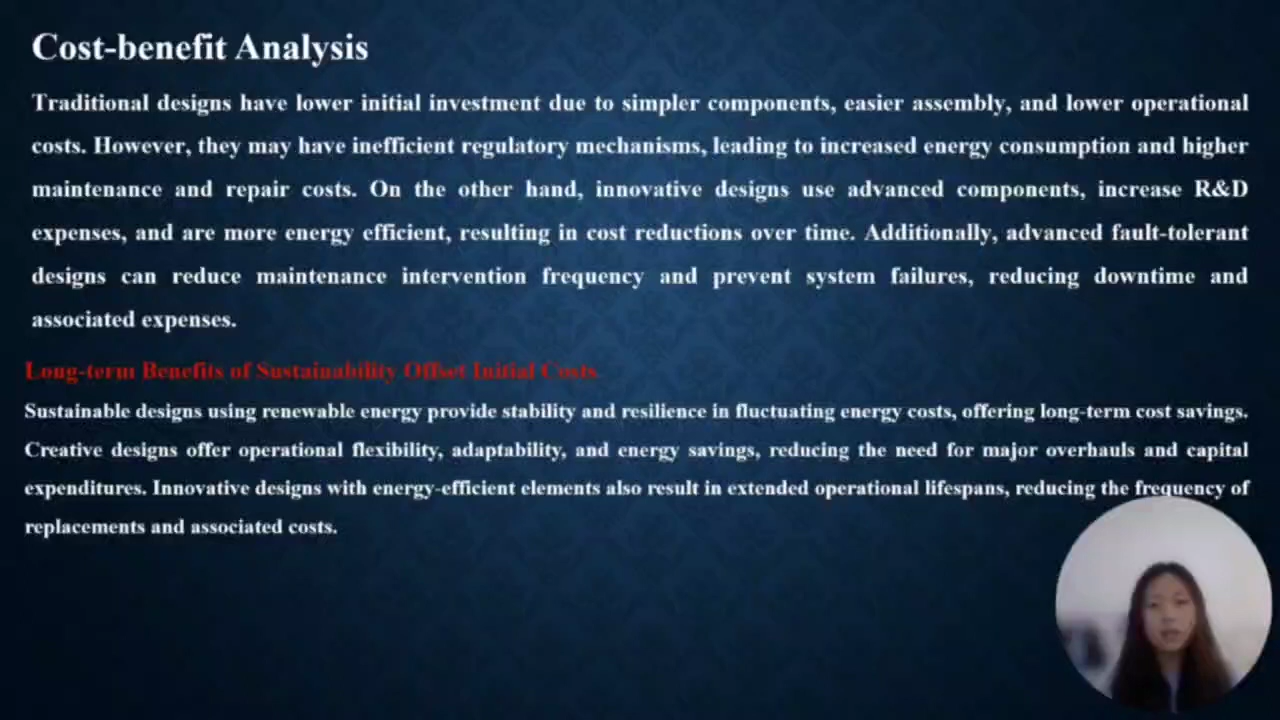 Cost-benefit Analysis
Traditional designs have lower initial investment due to simpler components, easier assembly, and lower operational
costs. However, they may have inefficient regulatory mechanisms, leading to increased energy consumption and higher
maintenance and repair costs. On the other hand, innovative designs use advanced components, increase R&D
expenses, and are more energy efficient, resulting in cost reductions over time. Additionally, advanced fault-tolerant
designs can reduce maintenance intervention frequency and prevent system failures, reducing downtime and
associated expenses.
Long-term Benefits of Sustainability Offset Initial Costs
Sustainable designs using renewable energy provide stability and resilience in fluctuating energy costs, offering long-term cost savings.
Creative designs offer operational flexibility, adaptability, and energy savings, reducing the need for major overhauls and capital
expenditures. Innovative designs with energy-efficient elements also result in extended operational lifespans, reducing the frequency of
replacements and associated costs.